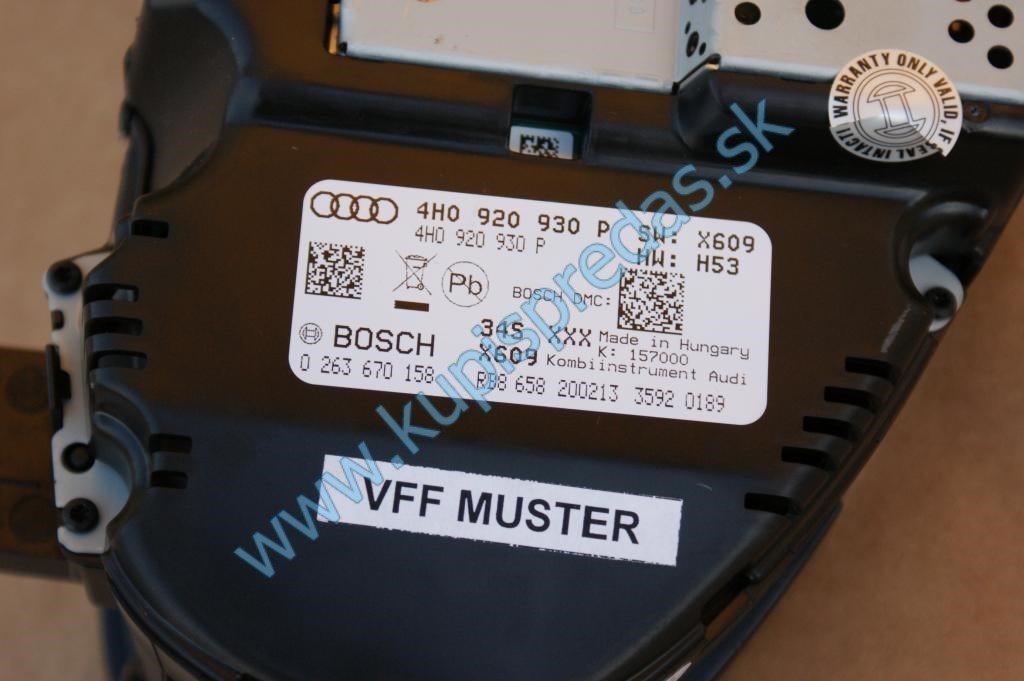 WARRANTY ONLY VALID, IF SEAL INTACT!
4H0 920 930 P SW: X609
4H0 920 930 P HW: H53
Pb BOSCH DMC:
BOSCH 345 XXX Made in Hungary
X609 K: 157000
Kombiinstrument Audi
0 263 670 158 RB8 658 200213 3592 0189
VFF MUSTER
www.kupispredas.sk